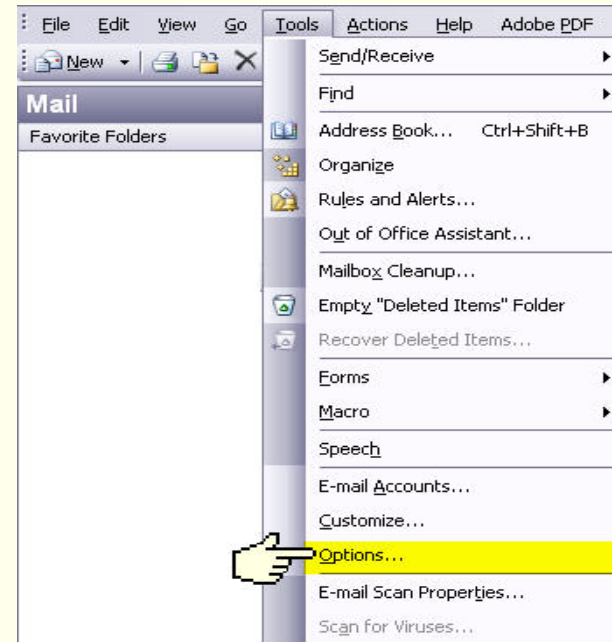 File Edit View Go Tools Actions Help Adobe PDF
New
Mail
Favorite Folders
Send/Receive
Find
Address Book... Ctrl+Shift+B
Organize
Rules and Alerts...
Out of Office Assistant...
Mailbox Cleanup...
Empty "Deleted Items" Folder
Recover Deleted Items...
Forms
Macro
Speech
E-mail Accounts...
Customize...
Options...
E-mail Scan Properties...
Scan for Viruses...